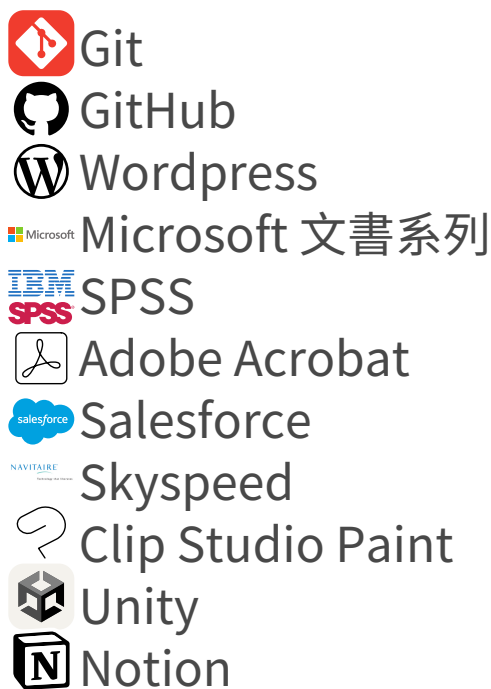 Git
GitHub
Wordpress
Microsoft Microsoft 文書系列
IBM
SPSS SPSS
Adobe Acrobat
salesforce Salesforce
NAVITAIRE
Skyspeed
Clip Studio Paint
Unity
Notion